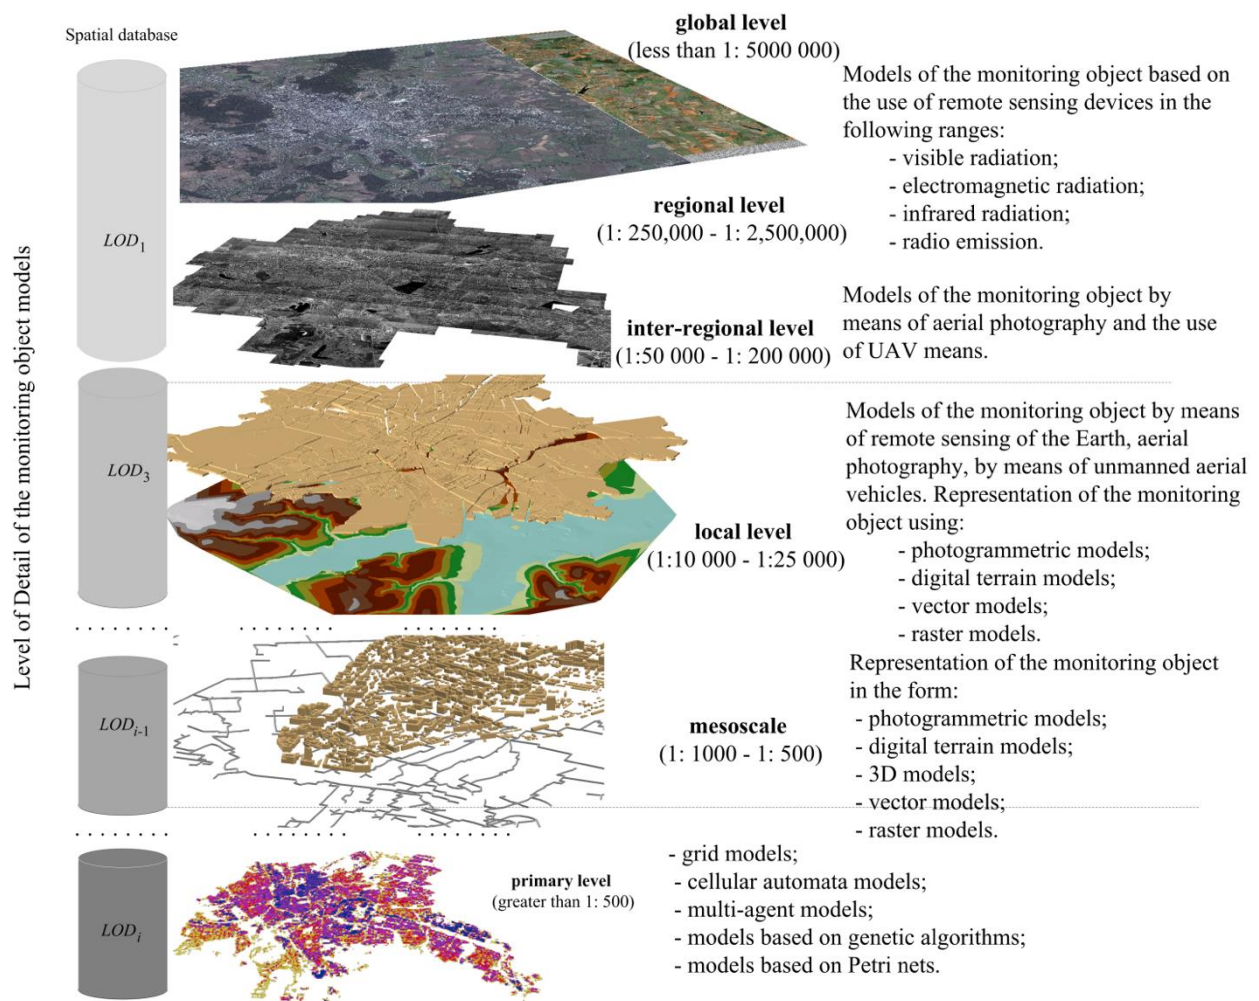 Spatial database
global level
(less than 1: 5000 000)
Models of the monitoring object based on
the use of remote sensing devices in the
following ranges:
- visible radiation;
- electromagnetic radiation;
- infrared radiation;
- radio emission.
LOD1
regional level
(1: 250,000 - 1: 2,500,000)
Models of the monitoring object by
means of aerial photography and the use
of UAV means.
inter-regional level
(1:50 000 - 1: 200 000)
Level of Detail of the monitoring object models
LOD3
Models of the monitoring object by means
of remote sensing of the Earth, aerial
photography, by means of unmanned aerial
vehicles. Representation of the monitoring
object using:
- photogrammetric models;
- digital terrain models;
- vector models;
- raster models.
local level
(1:10 000 - 1:25 000)
LODi-1
mesoscale
(1: 1000 - 1: 500)
Representation of the monitoring object
in the form:
- photogrammetric models;
- digital terrain models;
- 3D models;
- vector models;
- raster models.
LODi
primary level
(greater than 1: 500)
- grid models;
- cellular automata models;
- multi-agent models;
- models based on genetic algorithms;
- models based on Petri nets.